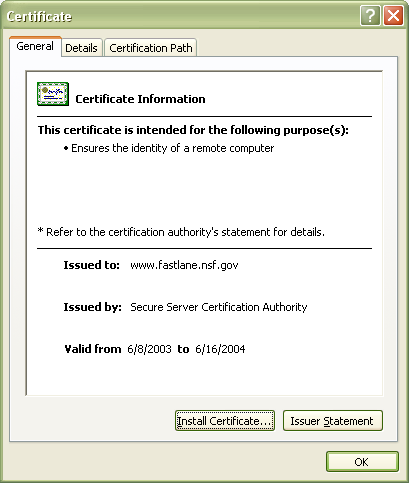 Certificate
General Details Certification Path
Certificate Information
This certificate is intended for the following purpose(s):
• Ensures the identity of a remote computer
* Refer to the certification authority's statement for details.
Issued to: www.fastlane.nsf.gov
Issued by: Secure Server Certification Authority
Valid from 6/8/2003 to 6/16/2004
Install Certificate... Issuer Statement
OK